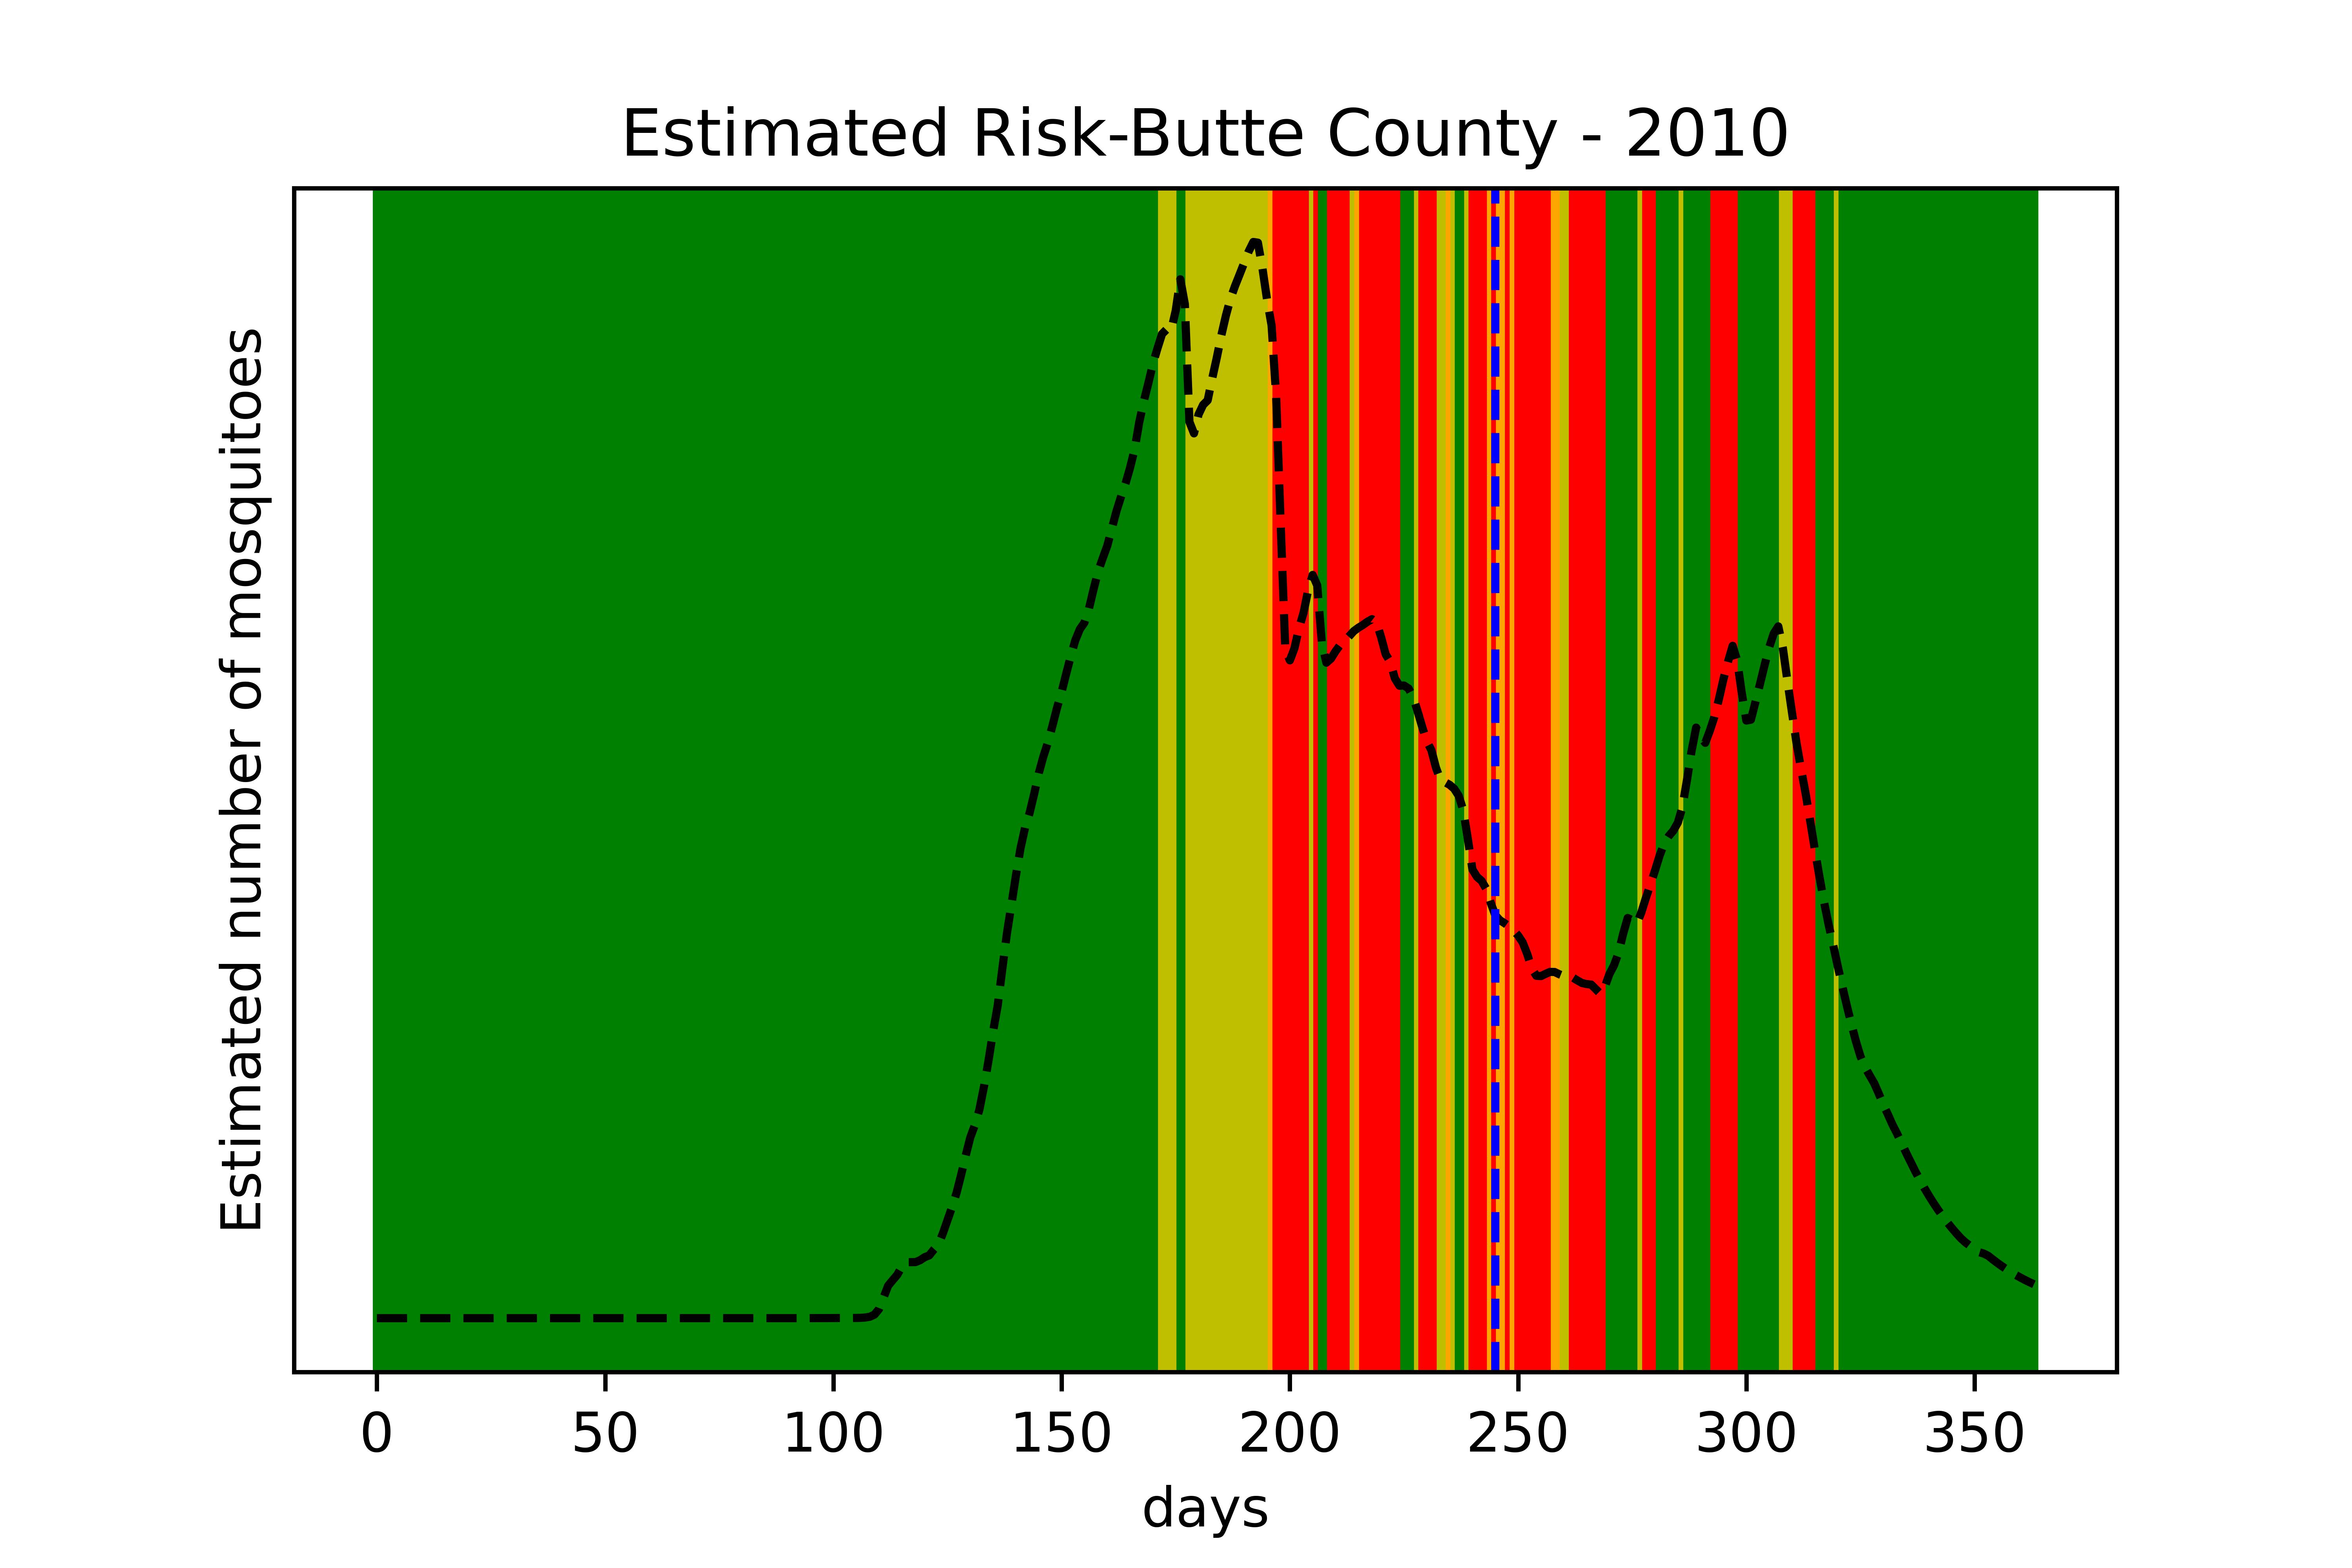 Estimated Risk-Butte County - 2010
Estimated number of mosquitoes
0 50 100 150 200 250 300 350
days